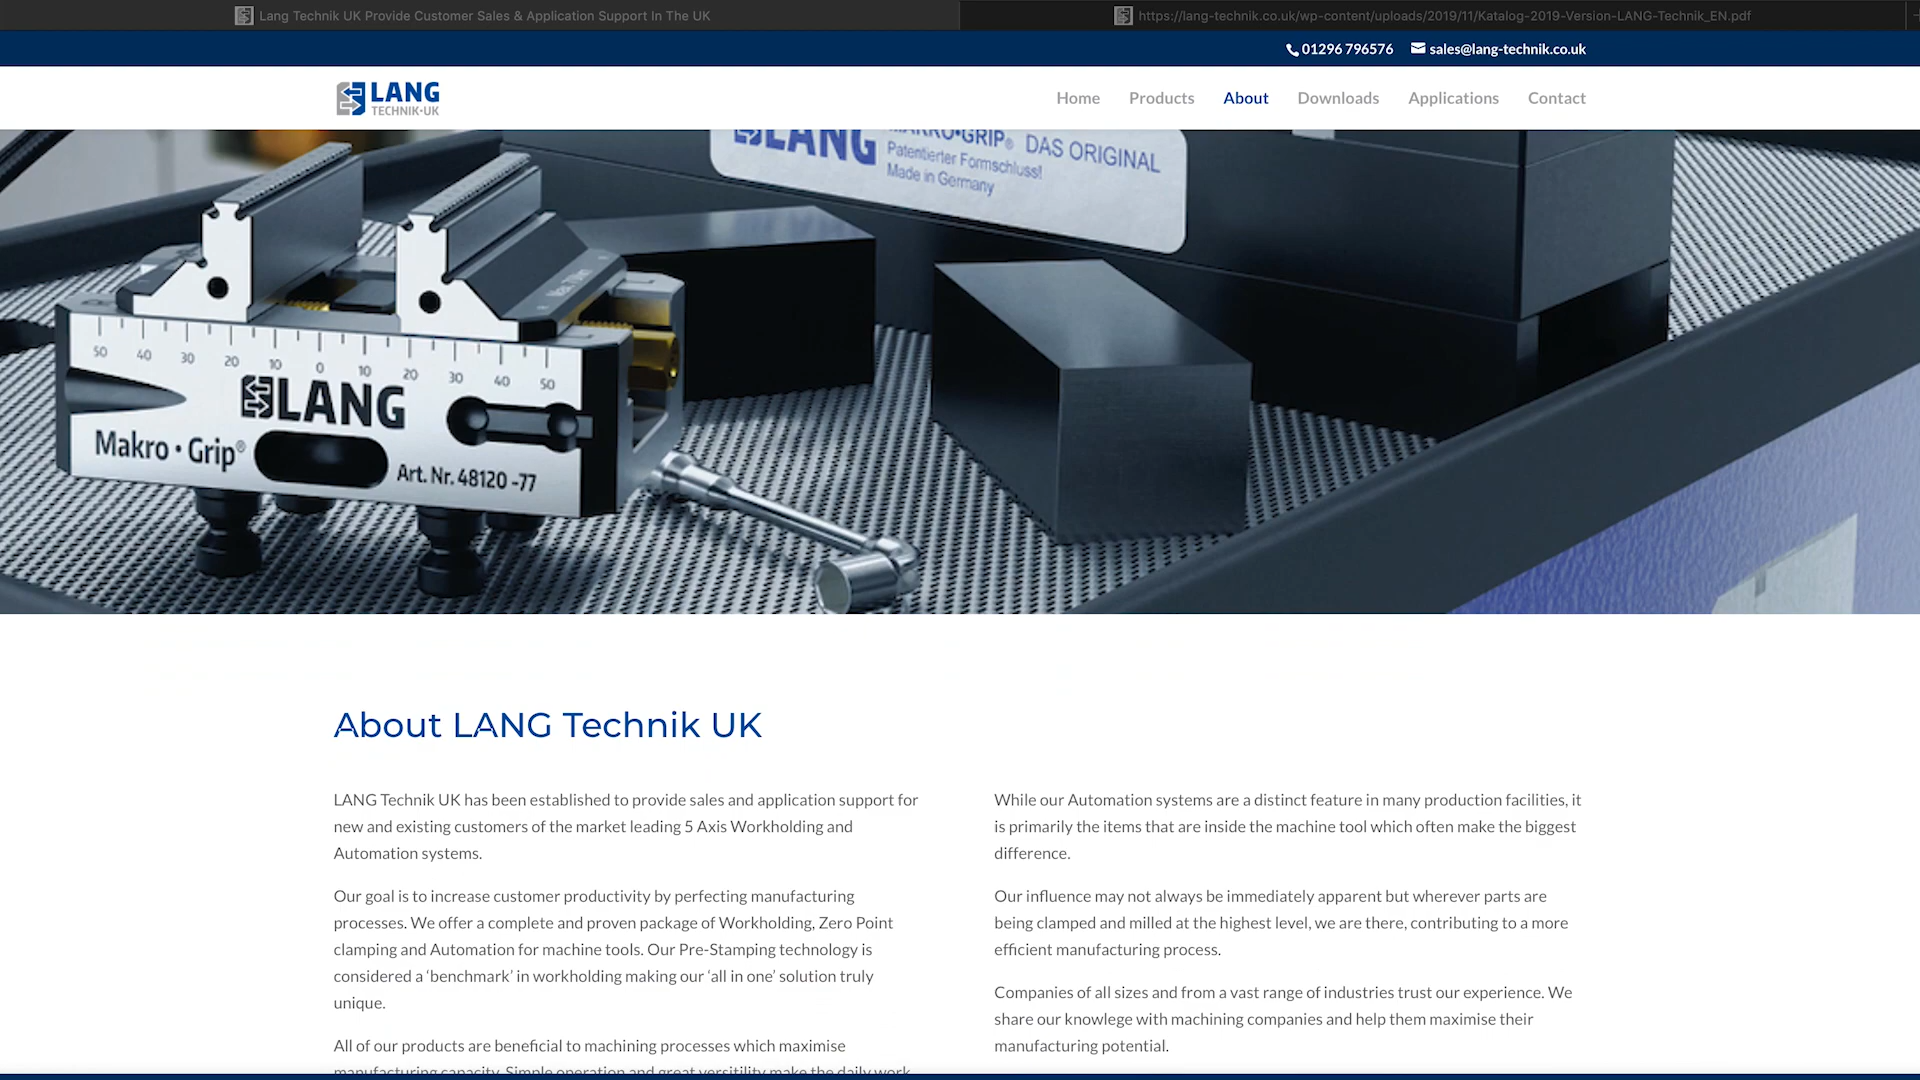 Lang Technik UK Provide Customer Sales & Application Support In The UK
https://lang-technik.co.uk/wp-content/uploads/2019/11/Katalog-2019-Version-LANG-Technik_EN.pdf
01296 796576 sales@lang-technik.co.uk
LANG
TECHNIK·UK
Home Products About Downloads Applications Contact
LANG MAKRO•GRIP® DAS ORIGINAL
Patentierter Formschluss!
Made in Germany
50 40 30 20 10 0 10 20 30 40 50
LANG
Makro • Grip®
Art. Nr. 48120 -77
About LANG Technik UK
LANG Technik UK has been established to provide sales and application support for
new and existing customers of the market leading 5 Axis Workholding and
Automation systems.
Our goal is to increase customer productivity by perfecting manufacturing
processes. We offer a complete and proven package of Workholding, Zero Point
clamping and Automation for machine tools. Our Pre-Stamping technology is
considered a ‘benchmark’ in workholding making our ‘all in one’ solution truly
unique.
All of our products are beneficial to machining processes which maximise
manufacturing capacity. Simple operation and great versitility make the daily work
While our Automation systems are a distinct feature in many production facilities, it
is primarily the items that are inside the machine tool which often make the biggest
difference.
Our influence may not always be immediately apparent but wherever parts are
being clamped and milled at the highest level, we are there, contributing to a more
efficient manufacturing process.
Companies of all sizes and from a vast range of industries trust our experience. We
share our knowlege with machining companies and help them maximise their
manufacturing potential.